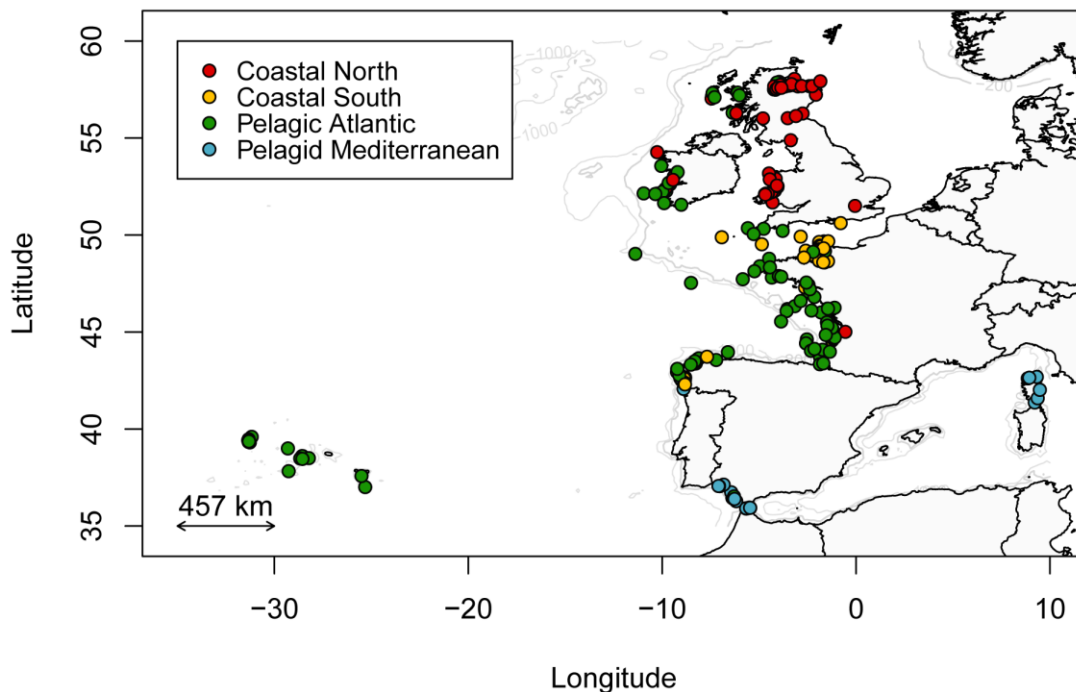 60
55
50
45
40
35
Latitude
Coastal North
Coastal South
Pelagic Atlantic
Pelagid Mediterranean
-1000
-1000
-200
457 km
−30
−20
−10
0
10
Longitude